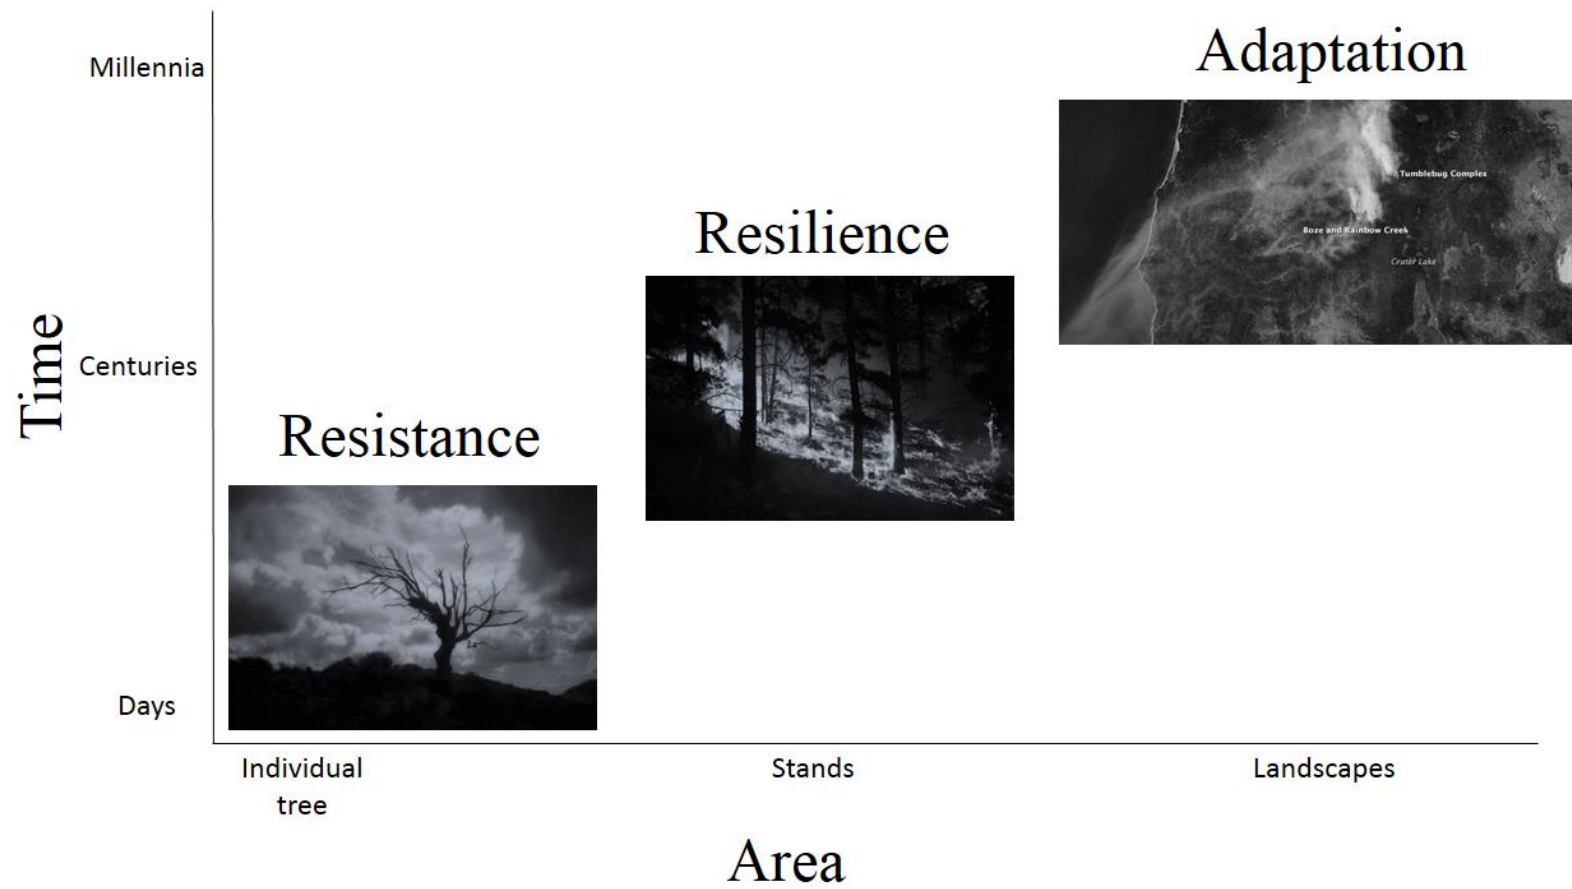 Adaptation
Millennia
Tumblebug Complex
Resilience
Boze and Rainbow Creek
Crater Lake
Time
Centuries
Resistance
Days
Individual
tree
Stands
Landscapes
Area